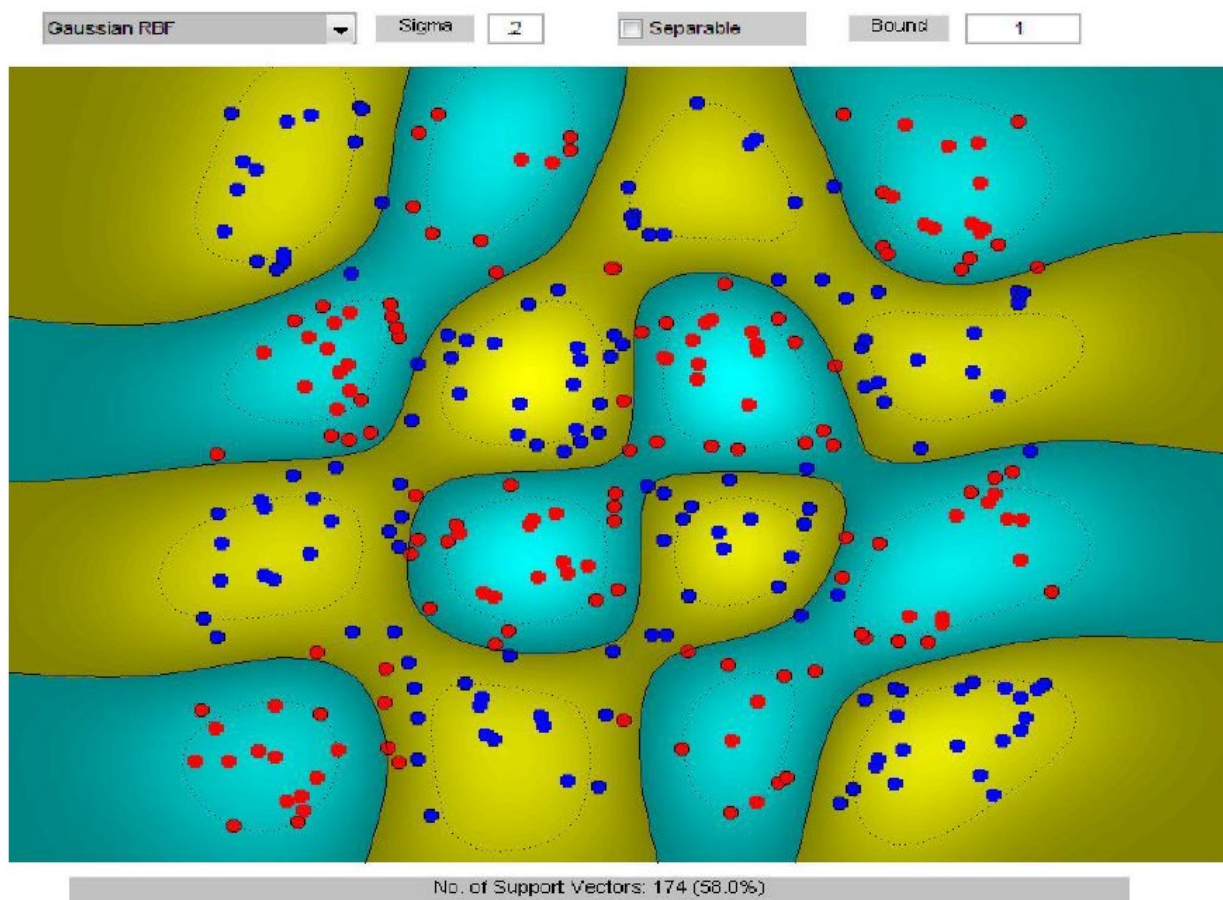 Gaussian RBF Sigma .2 Separable Bound 1
No. of Support Vectors: 174 (58.0%)